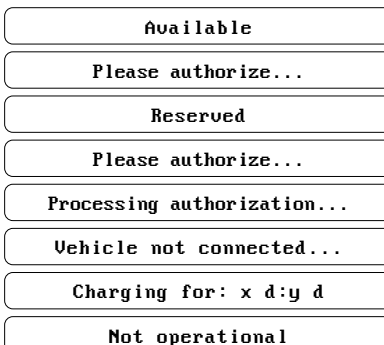 Available
Please authorize...
Reserved
Please authorize...
Processing authorization...
Vehicle not connected...
Charging for: x d:y d
Not operational